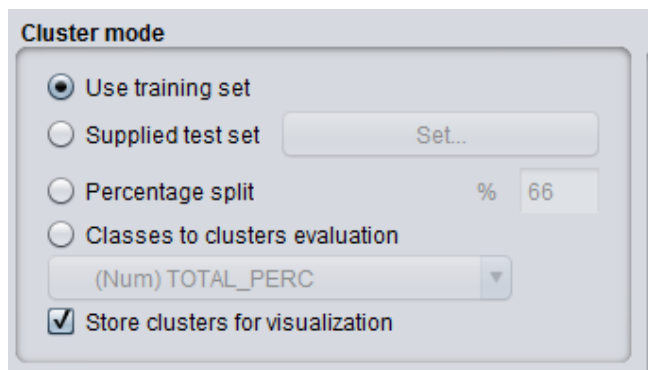 Cluster mode
Use training set
Supplied test set Set...
Percentage split % 66
Classes to clusters evaluation
(Num) TOTAL_PERC
Store clusters for visualization